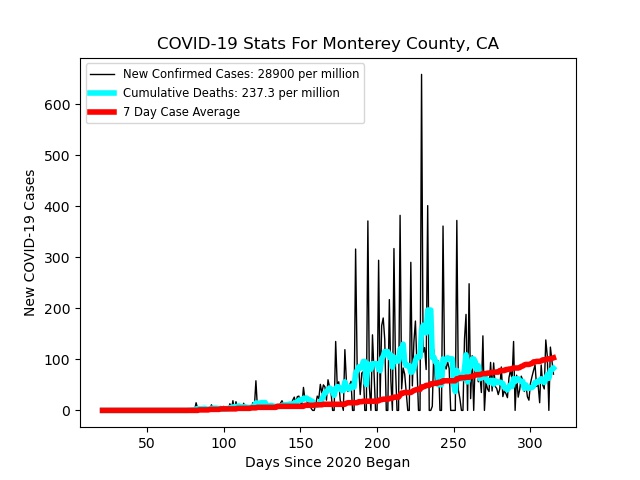 COVID-19 Stats For Monterey County, CA
New Confirmed Cases: 28900 per million
Cumulative Deaths: 237.3 per million
7 Day Case Average
600
500
400
300
200
100
0
New COVID-19 Cases
50 100 150 200 250 300
Days Since 2020 Began